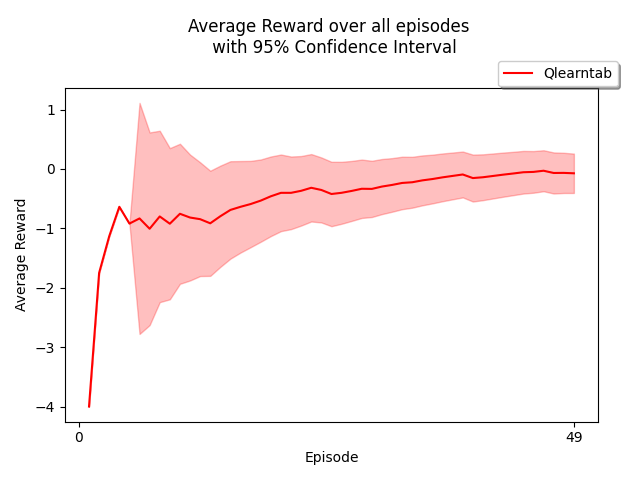 Average Reward over all episodes
with 95% Confidence Interval
Qlearntab
1
0
−1
−2
−3
−4
Average Reward
0
49
Episode